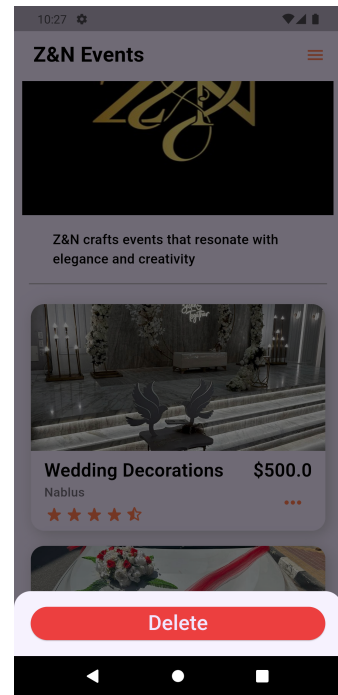 10:27
Z&N Events
Z&N
Z&N crafts events that resonate with
elegance and creativity
Wedding Decorations $500.0
Nablus
Delete